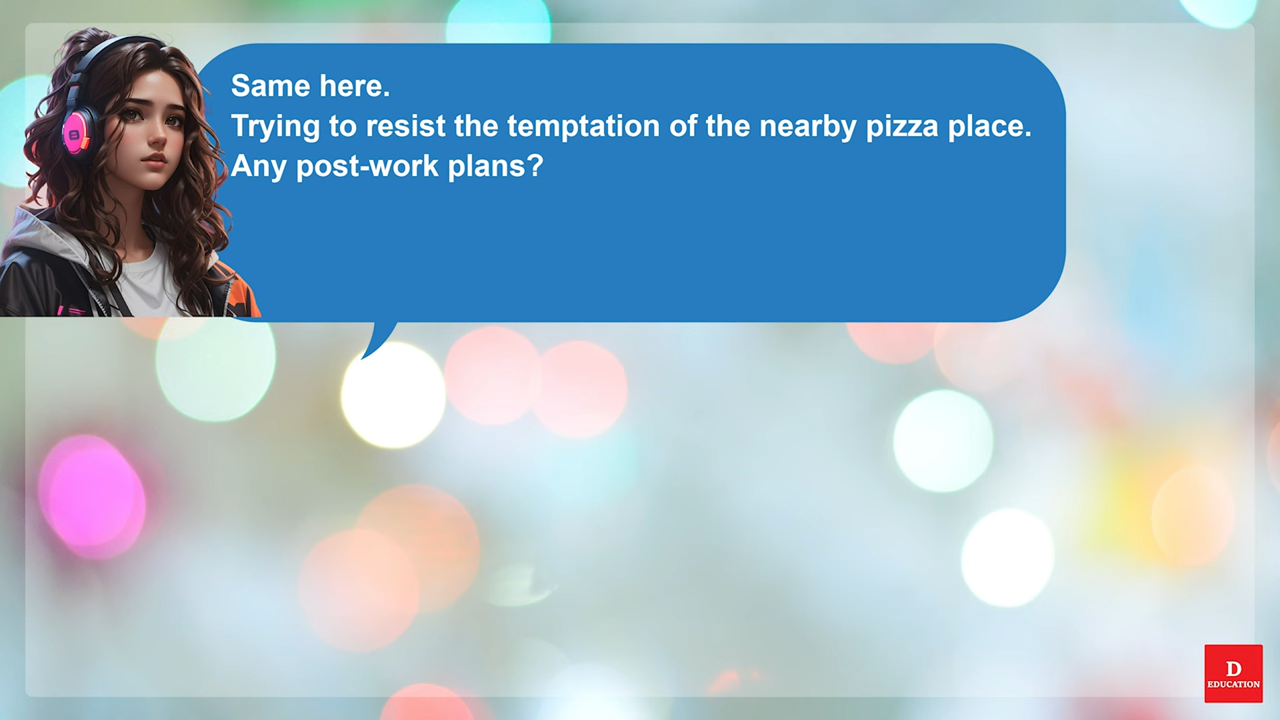 Same here.
Trying to resist the temptation of the nearby pizza place.
Any post-work plans?
D
EDUCATION